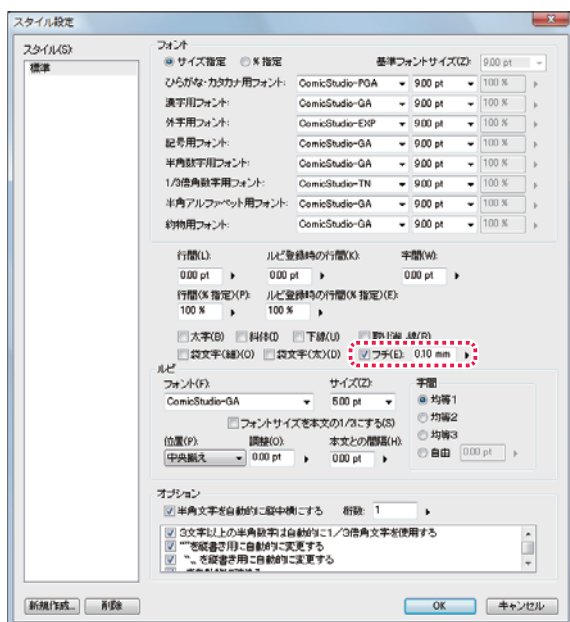 スタイル設定
スタイル(S):
標準
フォント
サイズ指定 %指定 基準フォントサイズ(Z): 9.00 pt
ひらがな・カタカナ用フォント: ComicStudio-PGA 9.00 pt 100 %
漢字用フォント: ComicStudio-GA 9.00 pt 100 %
外字用フォント: ComicStudio-EXP 9.00 pt 100 %
記号用フォント: ComicStudio-GA 9.00 pt 100 %
半角数字用フォント: ComicStudio-GA 9.00 pt 100 %
1/3倍角数字用フォント: ComicStudio-TN 9.00 pt 100 %
半角アルファベット用フォント: ComicStudio-GA 9.00 pt 100 %
約物用フォント: ComicStudio-GA 9.00 pt 100 %
行間(L): ルビ登録時の行間(K): 字間(W):
0.00 pt 0.00 pt 0.00 pt
行間(% 指定)(P): ルビ登録時の行間(% 指定)(E):
100 % 100 %
太字(B) 斜体(I) 下線(U)
袋文字(細)(O) 袋文字(太)(D) フチ(E): 0.10 mm
ルビ
フォント(F): サイズ(Z): 字間
ComicStudio-GA 5.00 pt 均等1
フォントサイズを本文の1/3にする(S) 均等2
位置(P): 調整(O): 本文との間隔(H): 均等3
中央揃え 0.00 pt 0.00 pt 自由 0.00 pt
オプション
半角文字を自動的に縦中横にする 桁数: 1
3文字以上の半角数字は自動的に1/3倍角文字を使用する
""を縦書き用に自動的に変更する
を縦書き用に自動的に変更する
新規作成... 削除 OK キャンセル